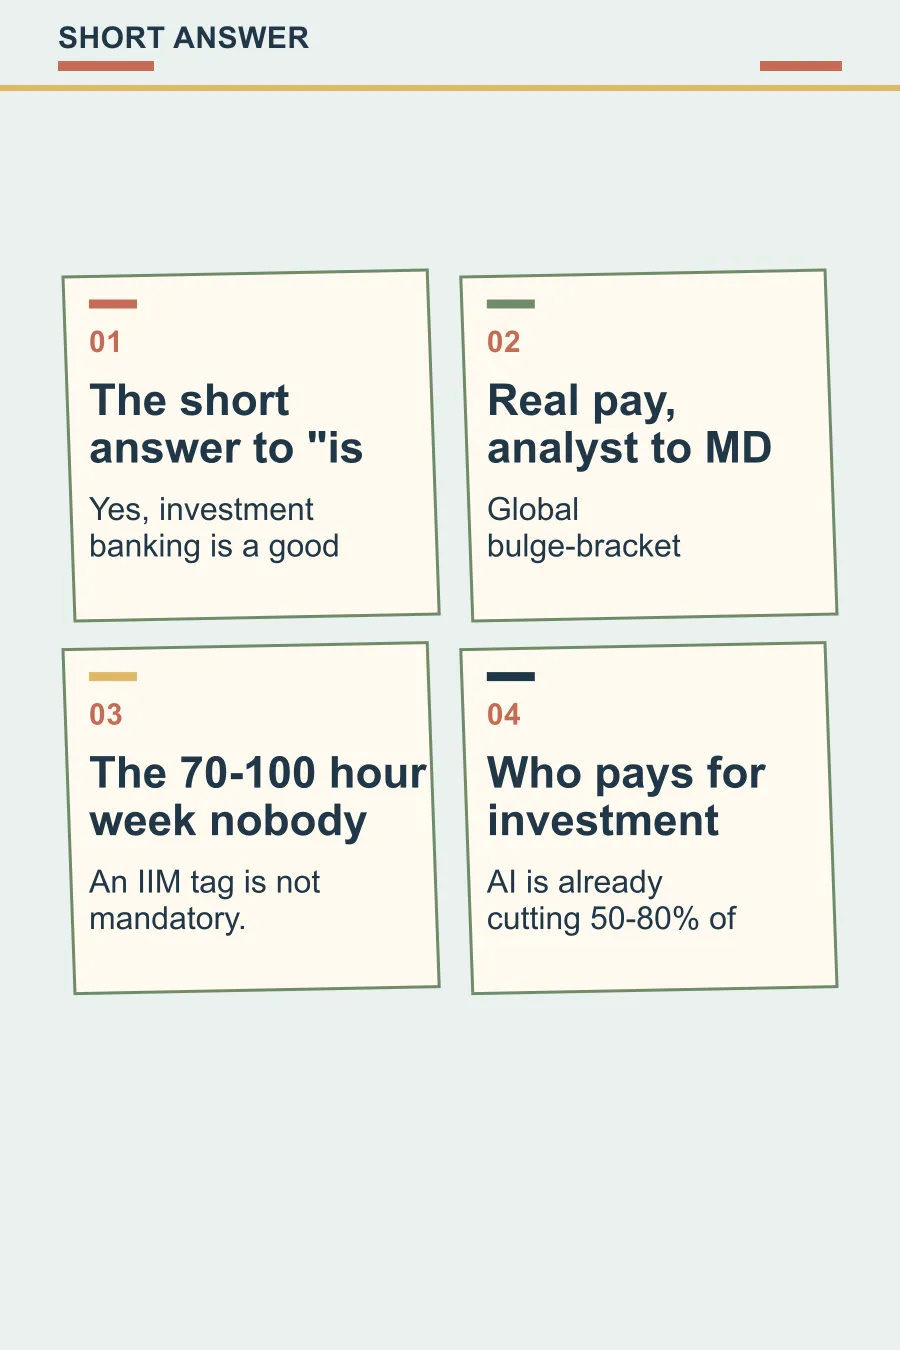 SHORT ANSWER
01
The short
answer to "is
Yes, investment
banking is a good
02
Real pay,
analyst to MD
Global
bulge-bracket
03
The 70-100 hour
week nobody
An IIM tag is not
mandatory.
04
Who pays for
investment
AI is already
cutting 50-80% of